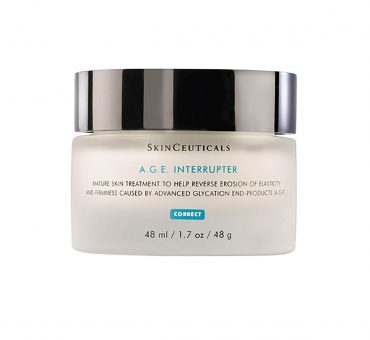 SKINCEUTICALS
A.G.E. INTERRUPTER
MATURE SKIN TREATMENT TO HELP REVERSE EROSION OF ELASTICITY
AND FIRMNESS CAUSED BY ADVANCED GLYCATION END-PRODUCTS (A.G.E.)
CORRECT
48 ml / 1.7 oz / 48 g